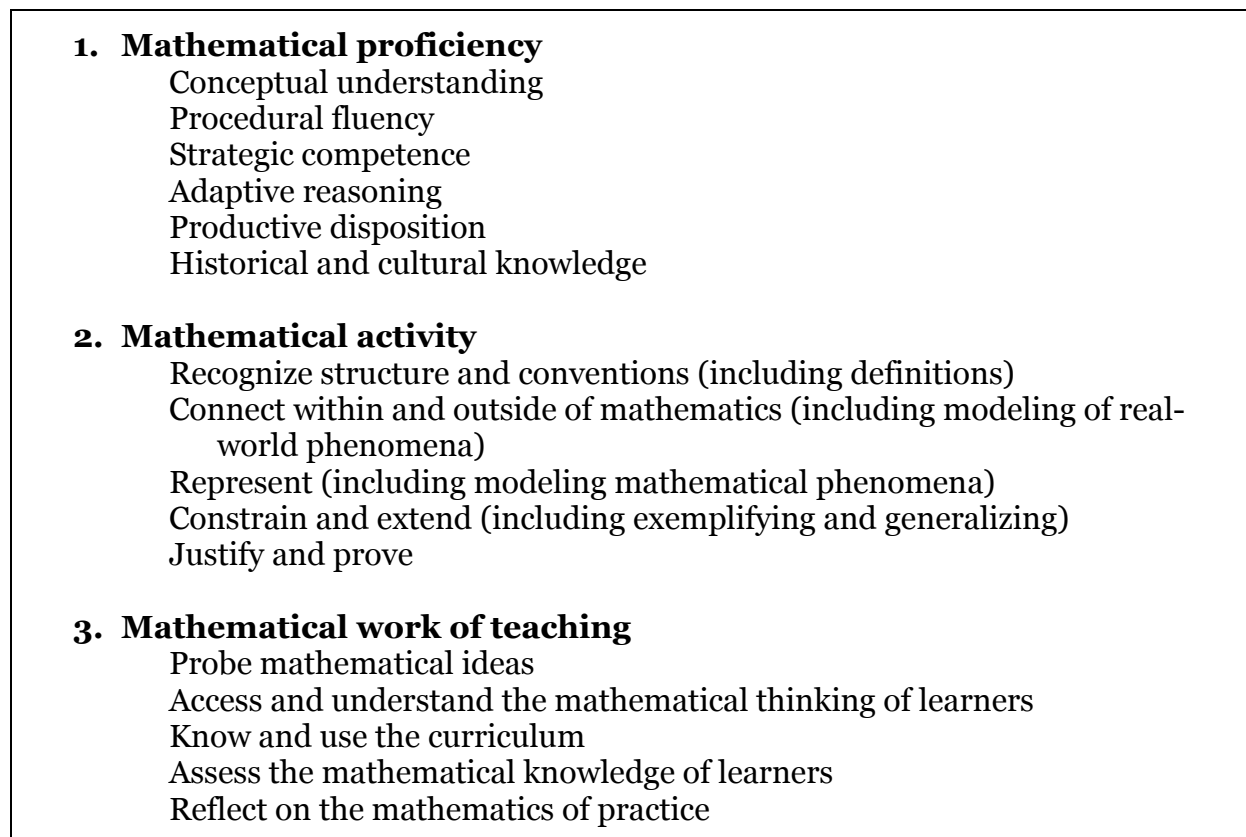 1. Mathematical proficiency
Conceptual understanding
Procedural fluency
Strategic competence
Adaptive reasoning
Productive disposition
Historical and cultural knowledge
2. Mathematical activity
Recognize structure and conventions (including definitions)
Connect within and outside of mathematics (including modeling of real-
world phenomena)
Represent (including modeling mathematical phenomena)
Constrain and extend (including exemplifying and generalizing)
Justify and prove
3. Mathematical work of teaching
Probe mathematical ideas
Access and understand the mathematical thinking of learners
Know and use the curriculum
Assess the mathematical knowledge of learners
Reflect on the mathematics of practice